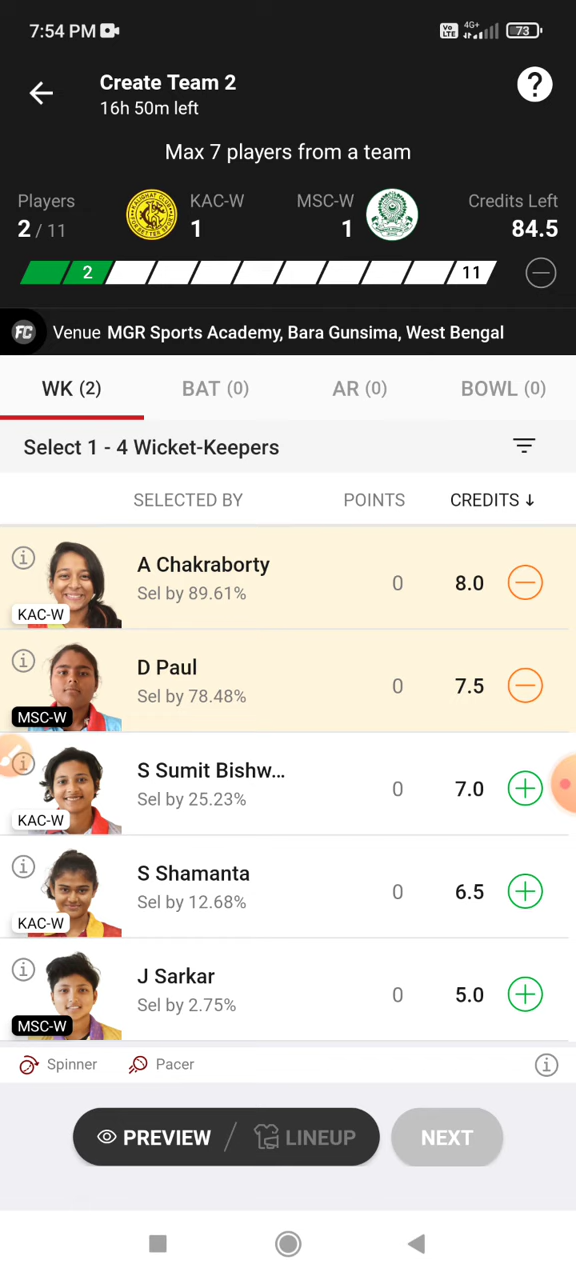 7:54 PM
Vo LTE 4G+ 73
Create Team 2
16h 50m left
?
Max 7 players from a team
Players
2 / 11
KAC-W
1
MSC-W
1
Credits Left
84.5
2
11
FC Venue MGR Sports Academy, Bara Gunsima, West Bengal
WK (2) BAT (0) AR (0) BOWL (0)
Select 1 - 4 Wicket-Keepers
SELECTED BY POINTS CREDITS ↓
A Chakraborty
Sel by 89.61%
0 8.0
KAC-W
D Paul
Sel by 78.48%
0 7.5
MSC-W
S Sumit Bishw...
Sel by 25.23%
0 7.0
KAC-W
S Shamanta
Sel by 12.68%
0 6.5
KAC-W
J Sarkar
Sel by 2.75%
0 5.0
MSC-W
Spinner Pacer
PREVIEW / LINEUP NEXT